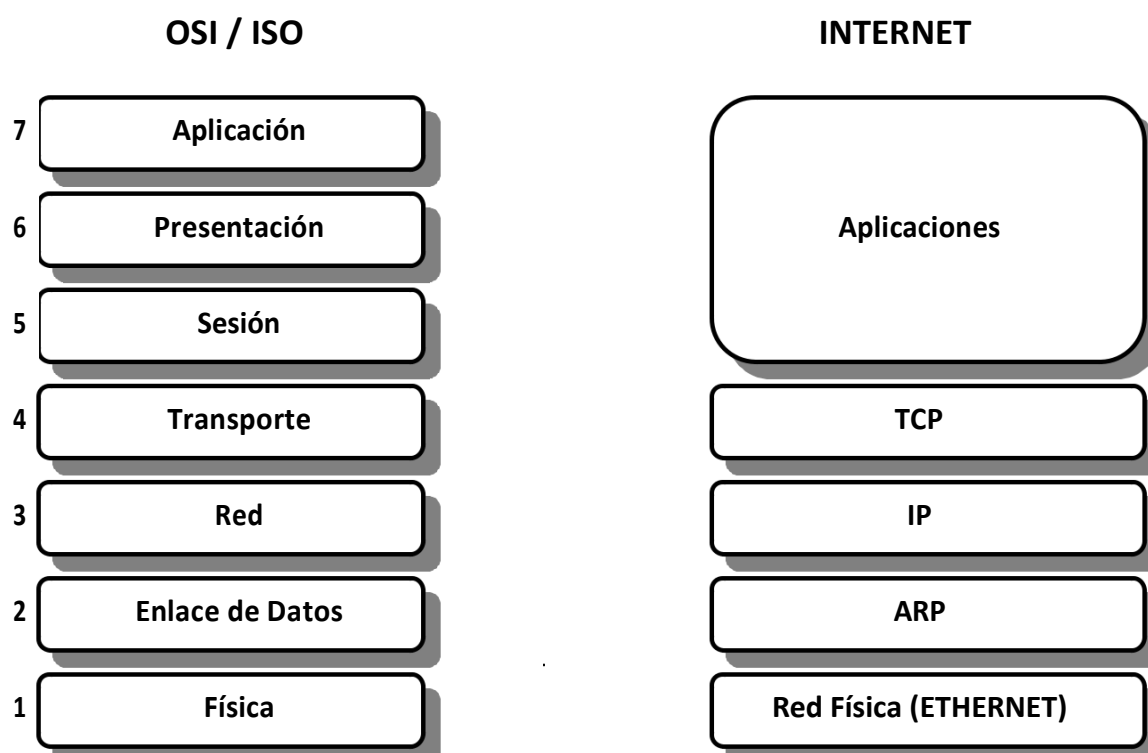 OSI / ISO
INTERNET
7 Aplicación
6 Presentación
5 Sesión
Aplicaciones
4 Transporte
TCP
3 Red
IP
2 Enlace de Datos
ARP
1 Física
Red Física (ETHERNET)